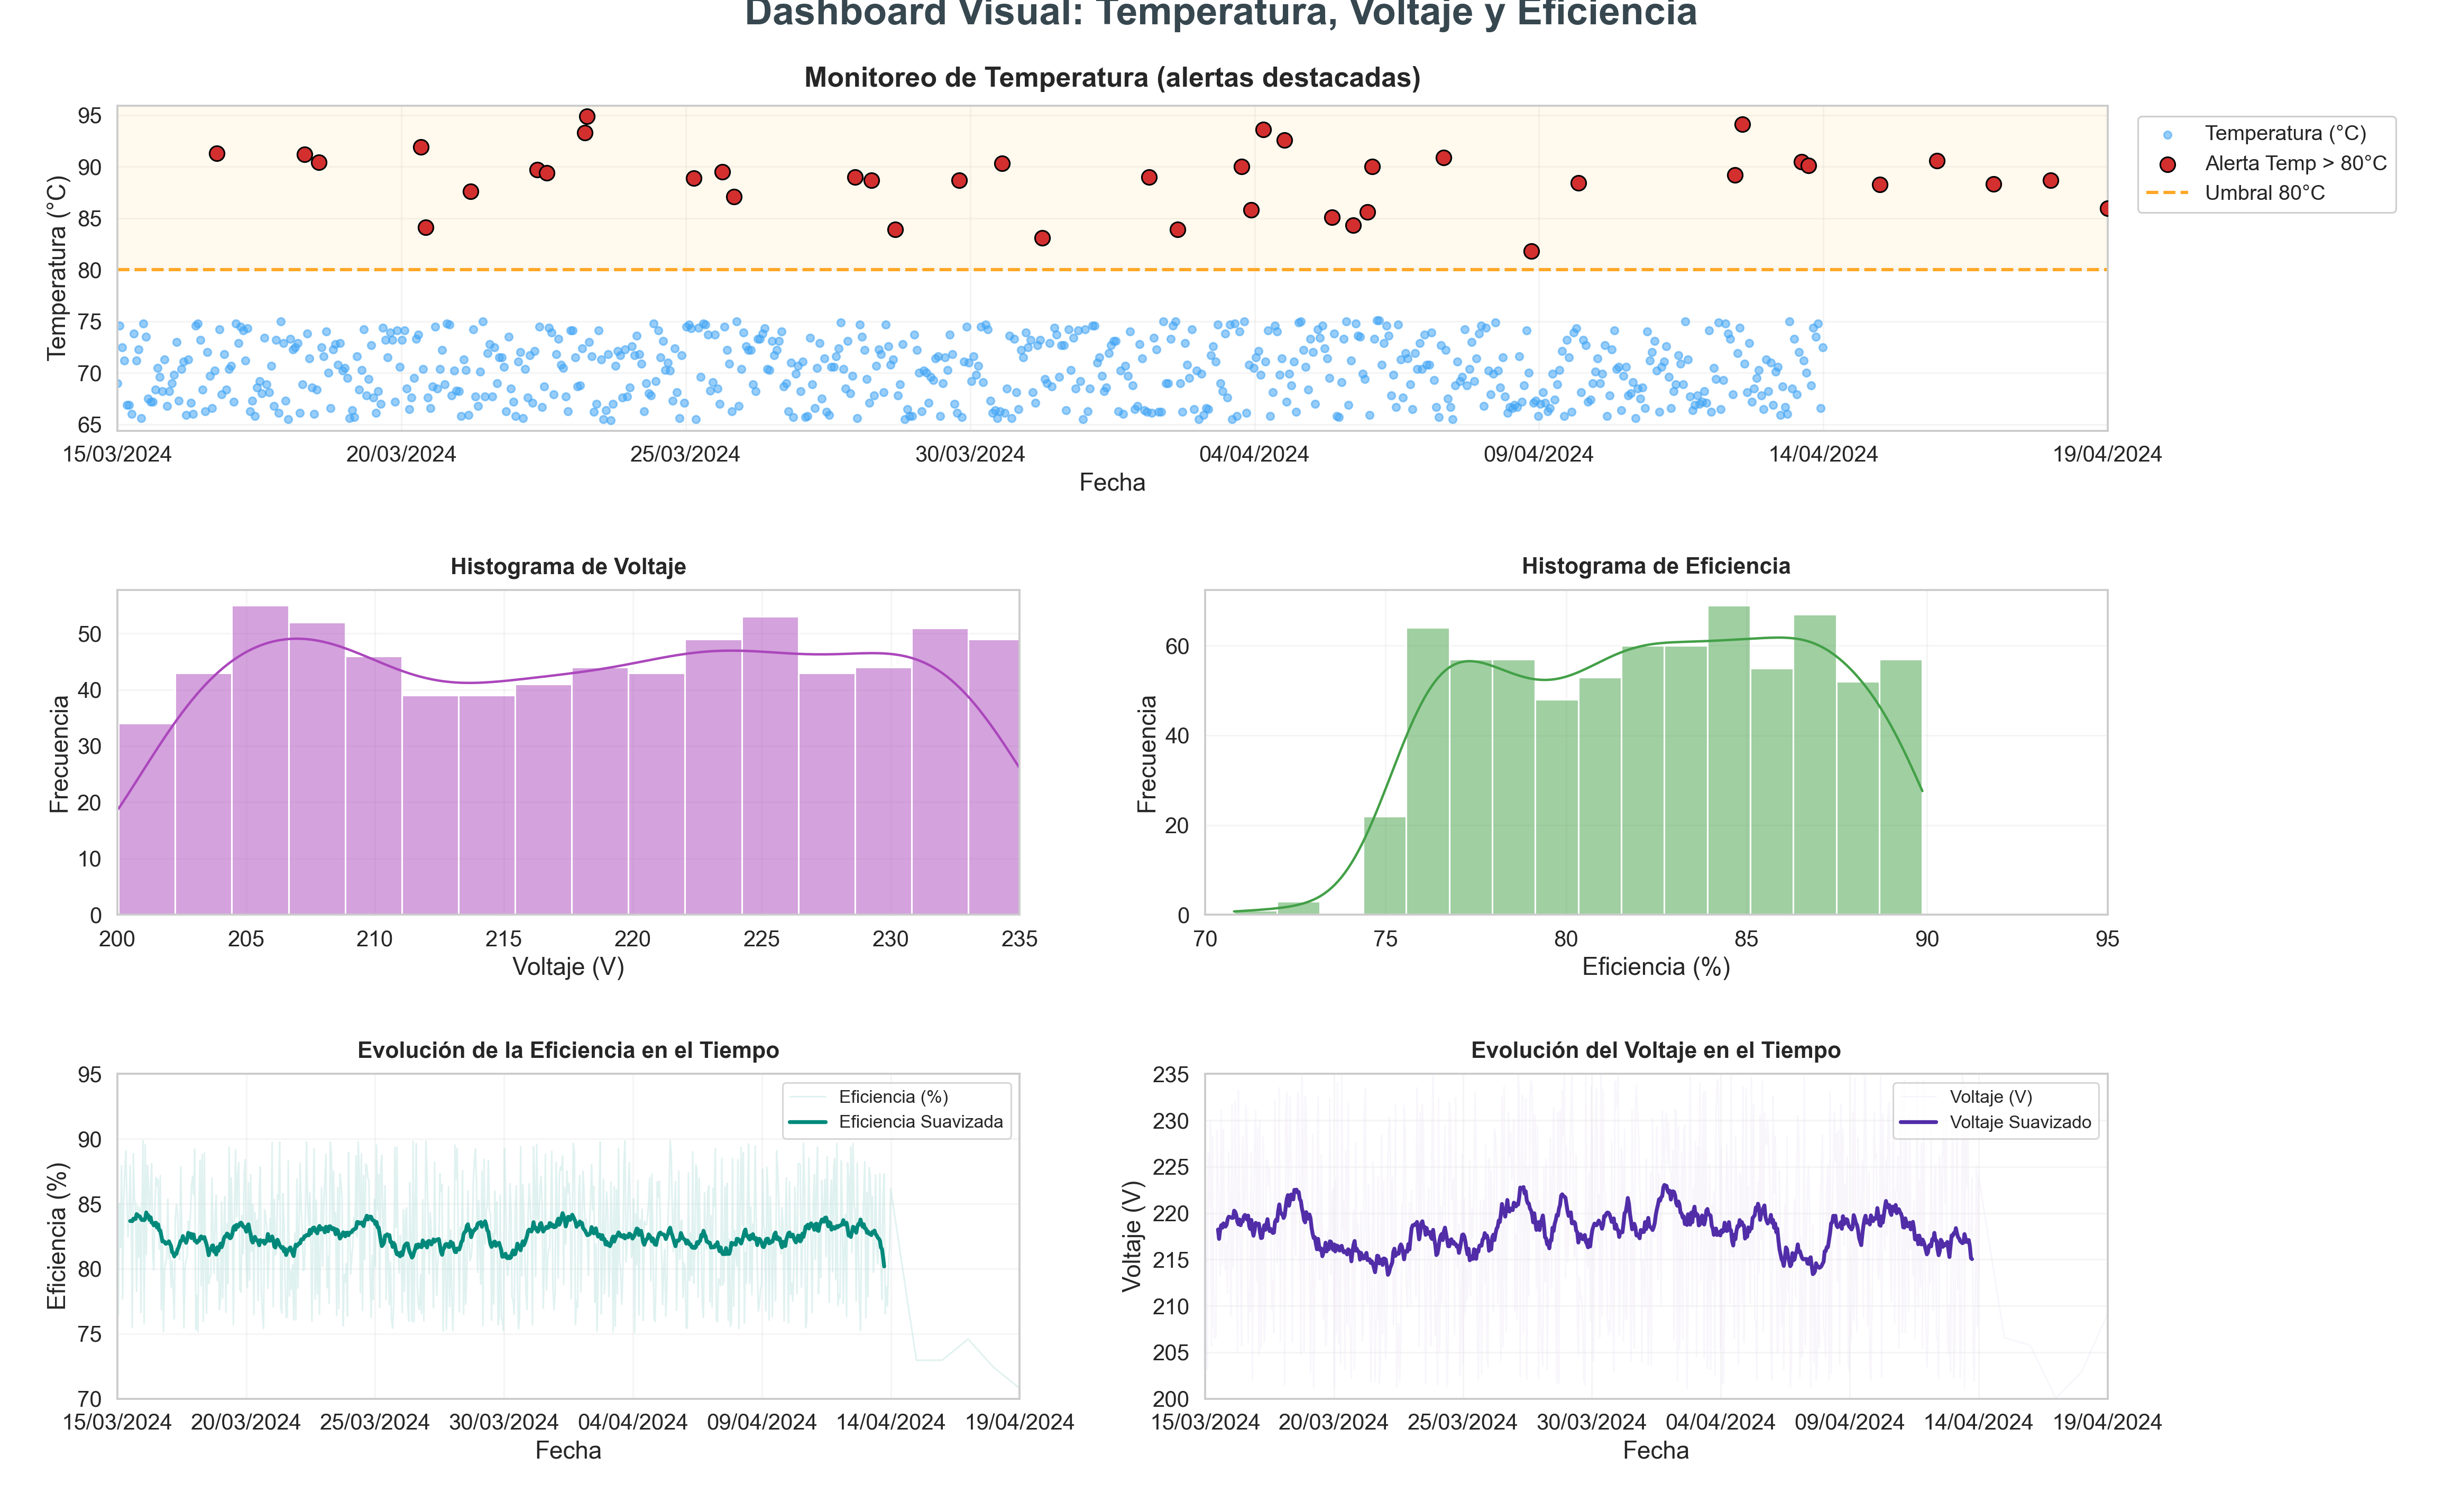 Dashboard Visual: Temperatura, Voltaje y Eficiencia
Monitoreo de Temperatura (alertas destacadas)
Temperatura (°C)
95
90
85
80
75
70
65
15/03/2024 20/03/2024 25/03/2024 30/03/2024 04/04/2024 09/04/2024 14/04/2024 19/04/2024
Fecha
Temperatura (°C)
Alerta Temp > 80°C
Umbral 80°C
Histograma de Voltaje
Frecuencia
50
40
30
20
10
0
200 205 210 215 220 225 230 235
Voltaje (V)
Histograma de Eficiencia
Frecuencia
60
40
20
0
70 75 80 85 90 95
Eficiencia (%)
Evolución de la Eficiencia en el Tiempo
Eficiencia (%)
95
90
85
80
75
70
Eficiencia (%)
Eficiencia Suavizada
15/03/2024 20/03/2024 25/03/2024 30/03/2024 04/04/2024 09/04/2024 14/04/2024 19/04/2024
Fecha
Evolución del Voltaje en el Tiempo
Voltaje (V)
235
230
225
220
215
210
205
200
Voltaje (V)
Voltaje Suavizado
15/03/2024 20/03/2024 25/03/2024 30/03/2024 04/04/2024 09/04/2024 14/04/2024 19/04/2024
Fecha